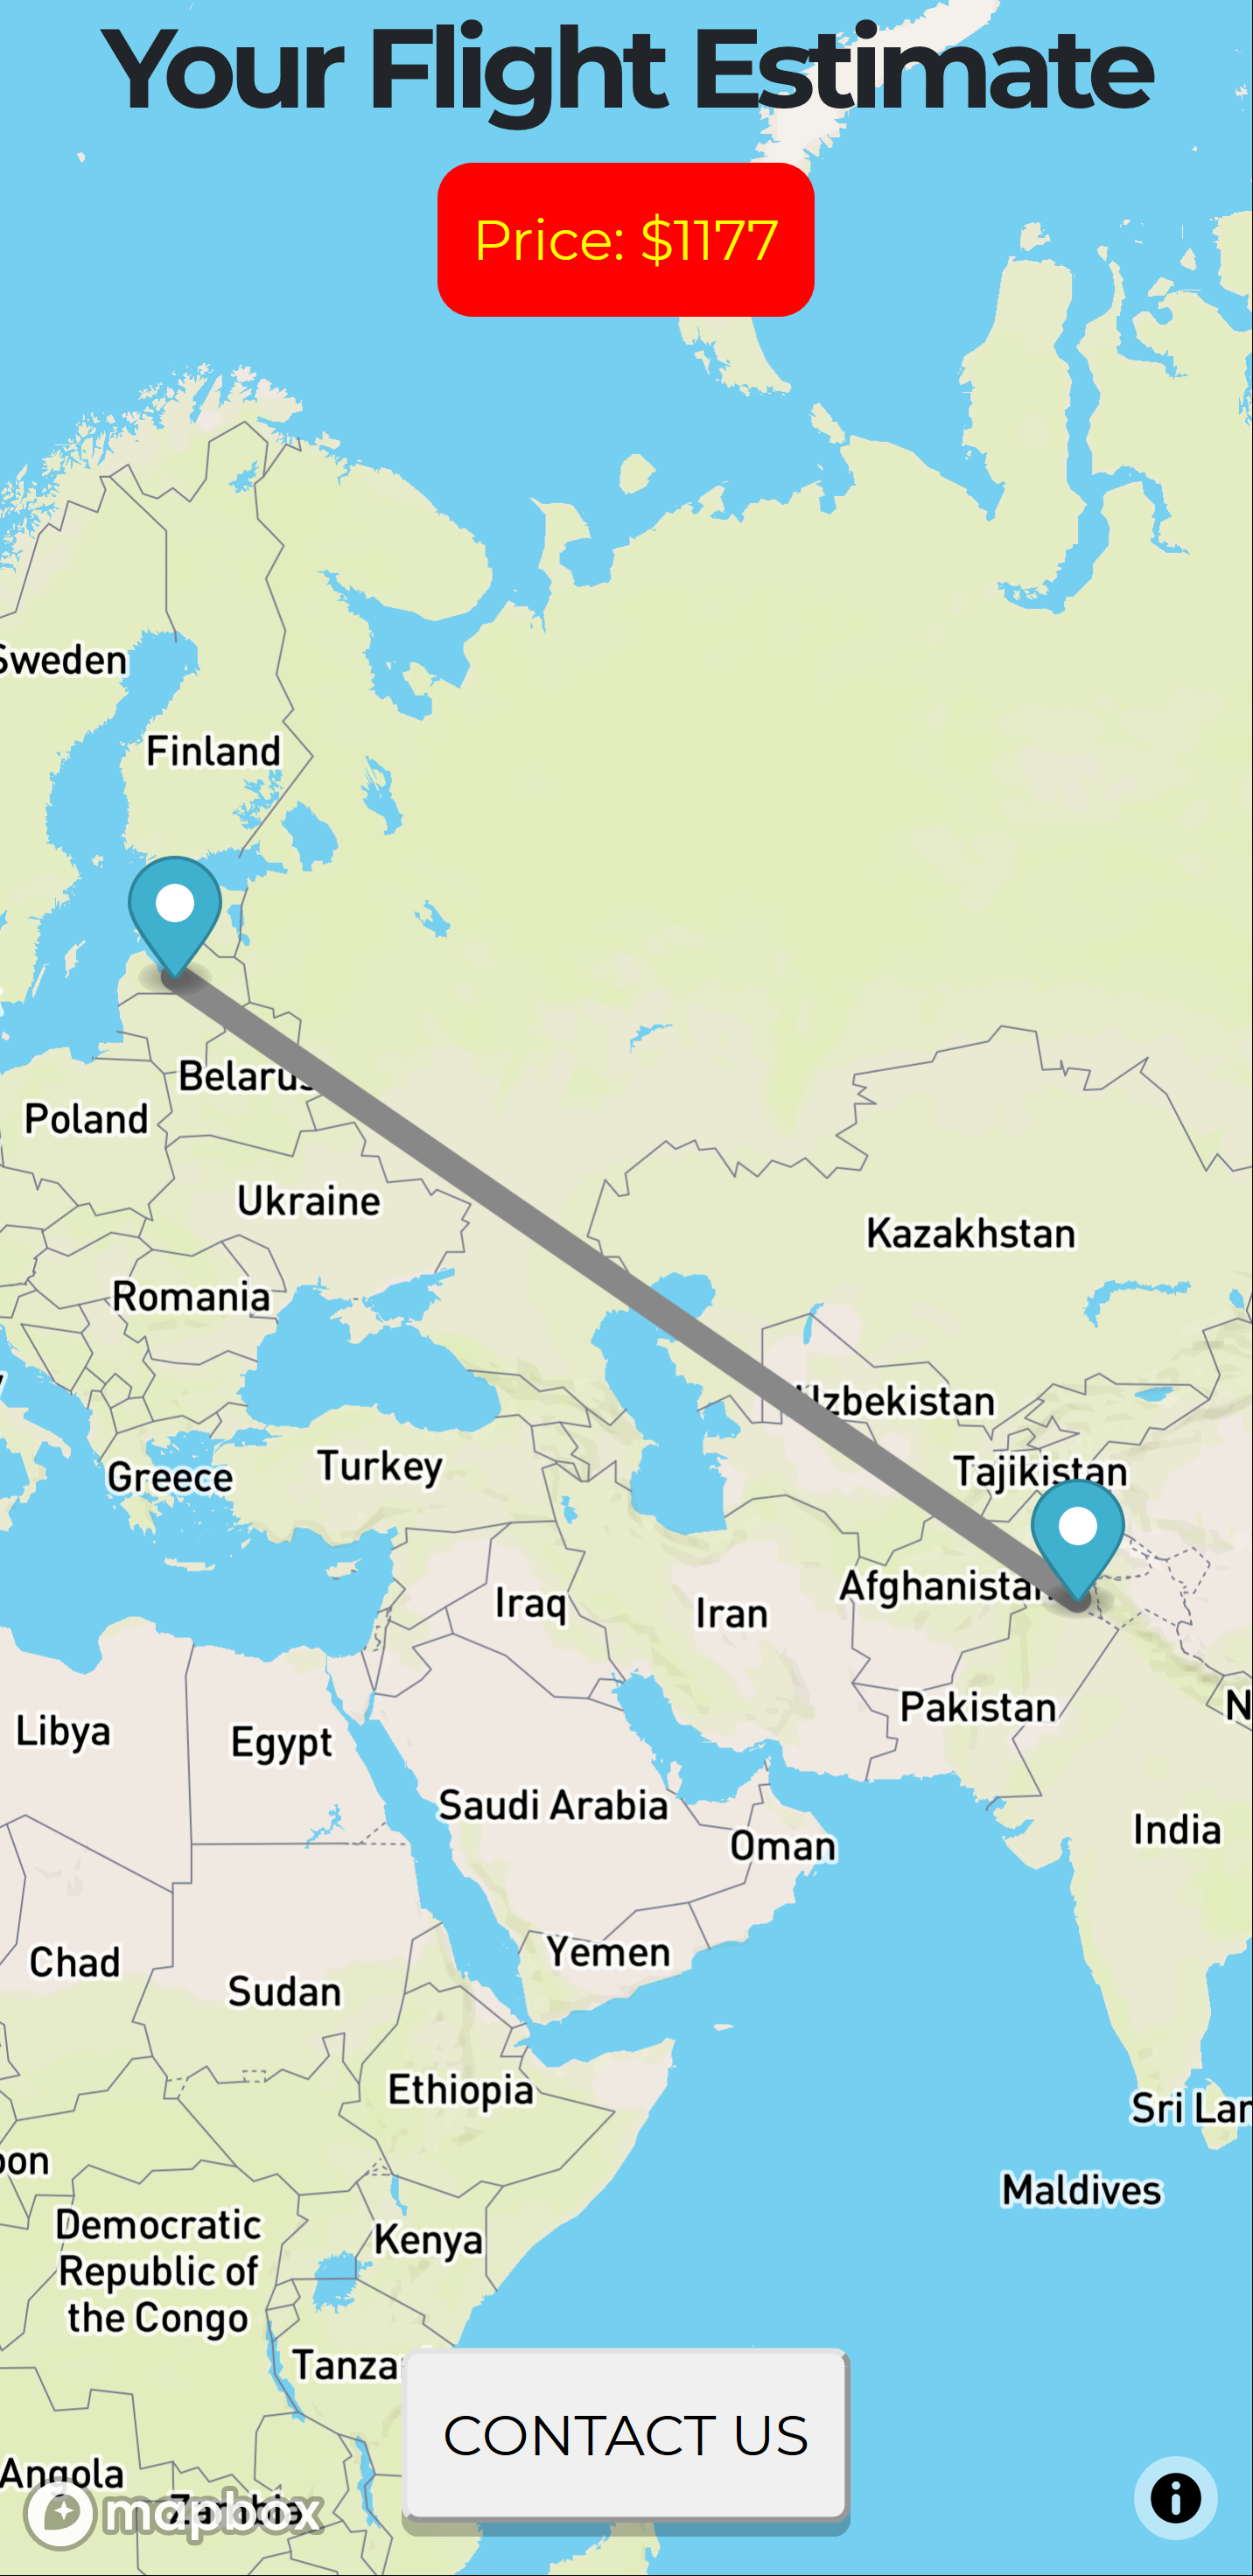 Your Flight Estimate
Price: $1177
Sweden
Finland
Belarus
Poland
Ukraine
Kazakhstan
Romania
Uzbekistan
Greece
Turkey
Tajikistan
Afghanistan
Iraq
Iran
Pakistan
N
Libya
Egypt
Saudi Arabia
Oman
India
Chad
Yemen
Sudan
Ethiopia
Sri Lan
oon
Maldives
Democratic
Republic of
the Congo
Kenya
Tanza
CONTACT US
Angola
Zambia
mapbox